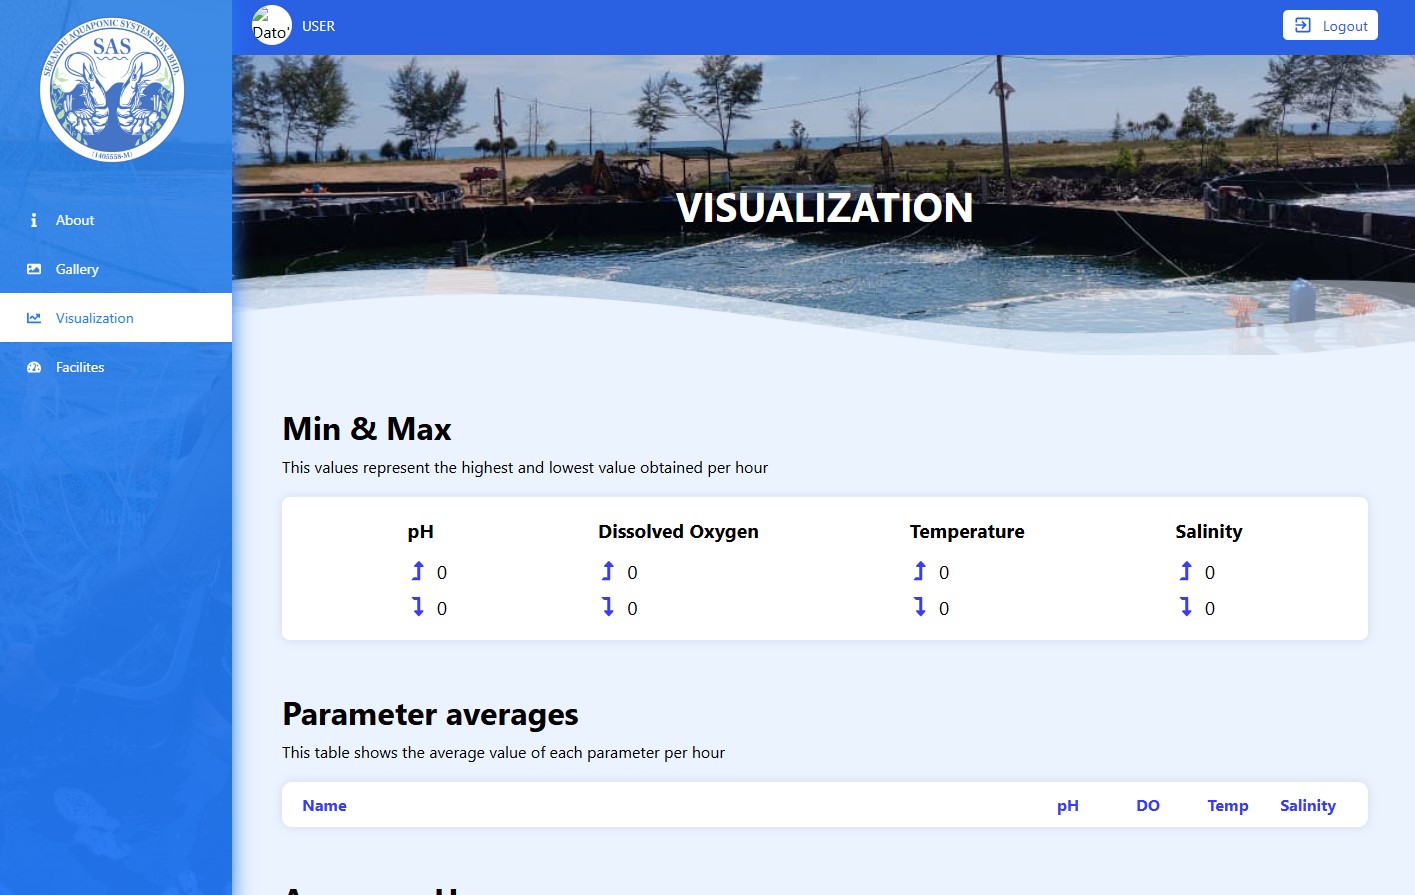 SERANDU AQUAPONIC SYSTEM SDN. BHD.
SAS
(1405558-M)
Dato'
USER
Logout
About
Gallery
Visualization
Facilites
VISUALIZATION
Min & Max
This values represent the highest and lowest value obtained per hour
pH Dissolved Oxygen Temperature Salinity
0 0 0 0
0 0 0 0
Parameter averages
This table shows the average value of each parameter per hour
Name pH DO Temp Salinity